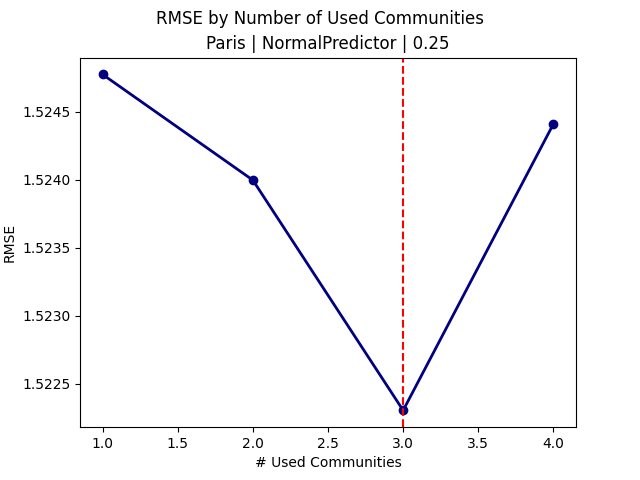 RMSE by Number of Used Communities
Paris | NormalPredictor | 0.25
1.5245
1.5240
1.5235
1.5230
1.5225
RMSE
1.0 1.5 2.0 2.5 3.0 3.5 4.0
# Used Communities